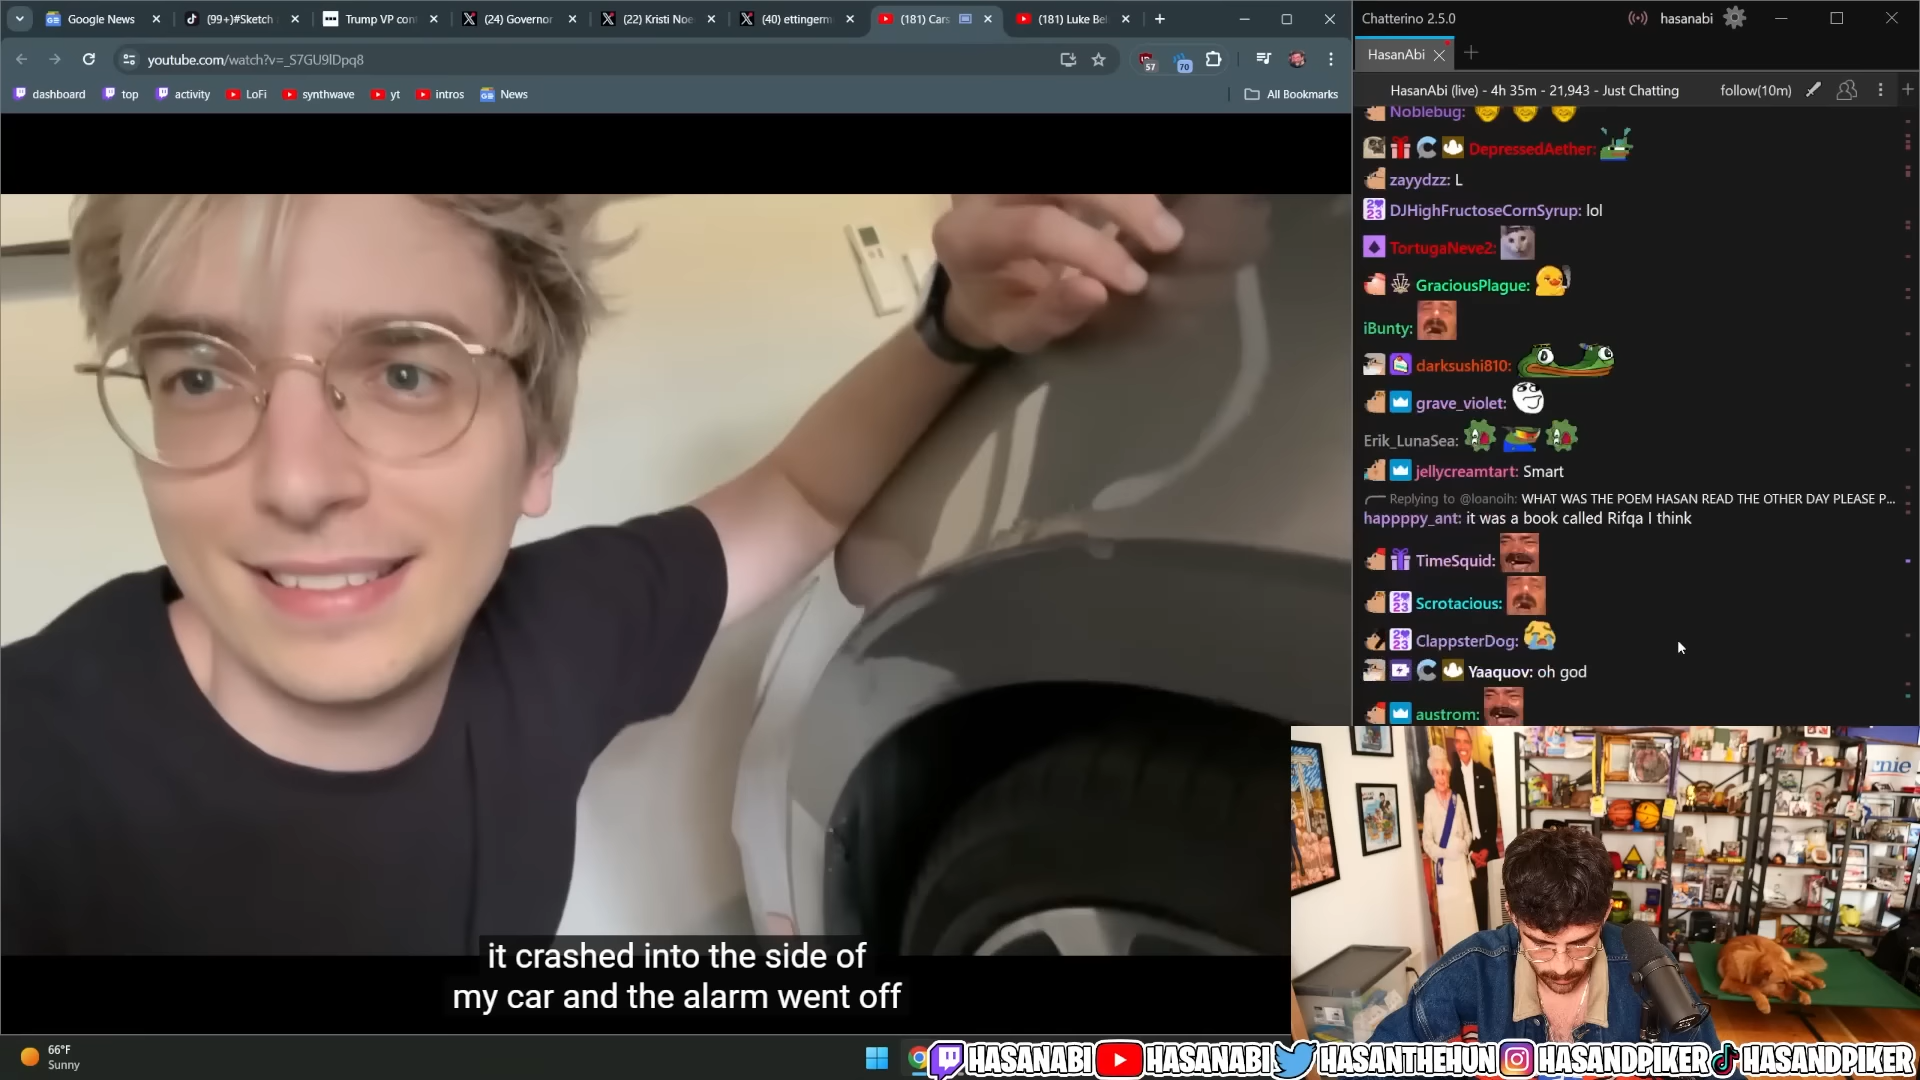 Google News
(99+)#Sketch
Trump VP con
(24) Governor
(22) Kristi Noe
(40) ettingerm
(181) Cars
(181) Luke Bel
youtube.com/watch?v=_S7GU9lDpq8
57
70
dashboard
top
activity
LoFi
synthwave
yt
intros
News
All Bookmarks
Chatterino 2.5.0
hasanabi
HasanAbi
HasanAbi (live) - 4h 35m - 21,943 - Just Chatting
follow(10m)
Noblebug:
DepressedAether:
zayydzz: L
DJHighFructoseCornSyrup: lol
TortugaNeve2:
GraciousPlague:
iBunty:
darksushi810:
grave_violet:
Erik_LunaSea:
jellycreamtart: Smart
Replying to @loanoih: WHAT WAS THE POEM HASAN READ THE OTHER DAY PLEASE P...
happppy_ant: it was a book called Rifqa I think
TimeSquid:
Scrotacious:
ClappsterDog:
Yaaquov: oh god
austrom:
it crashed into the side of
my car and the alarm went off
66°F
Sunny
HASANABI
HASANABI
HASANTHEHUN
HASANDPIKER
HASANDPIKER